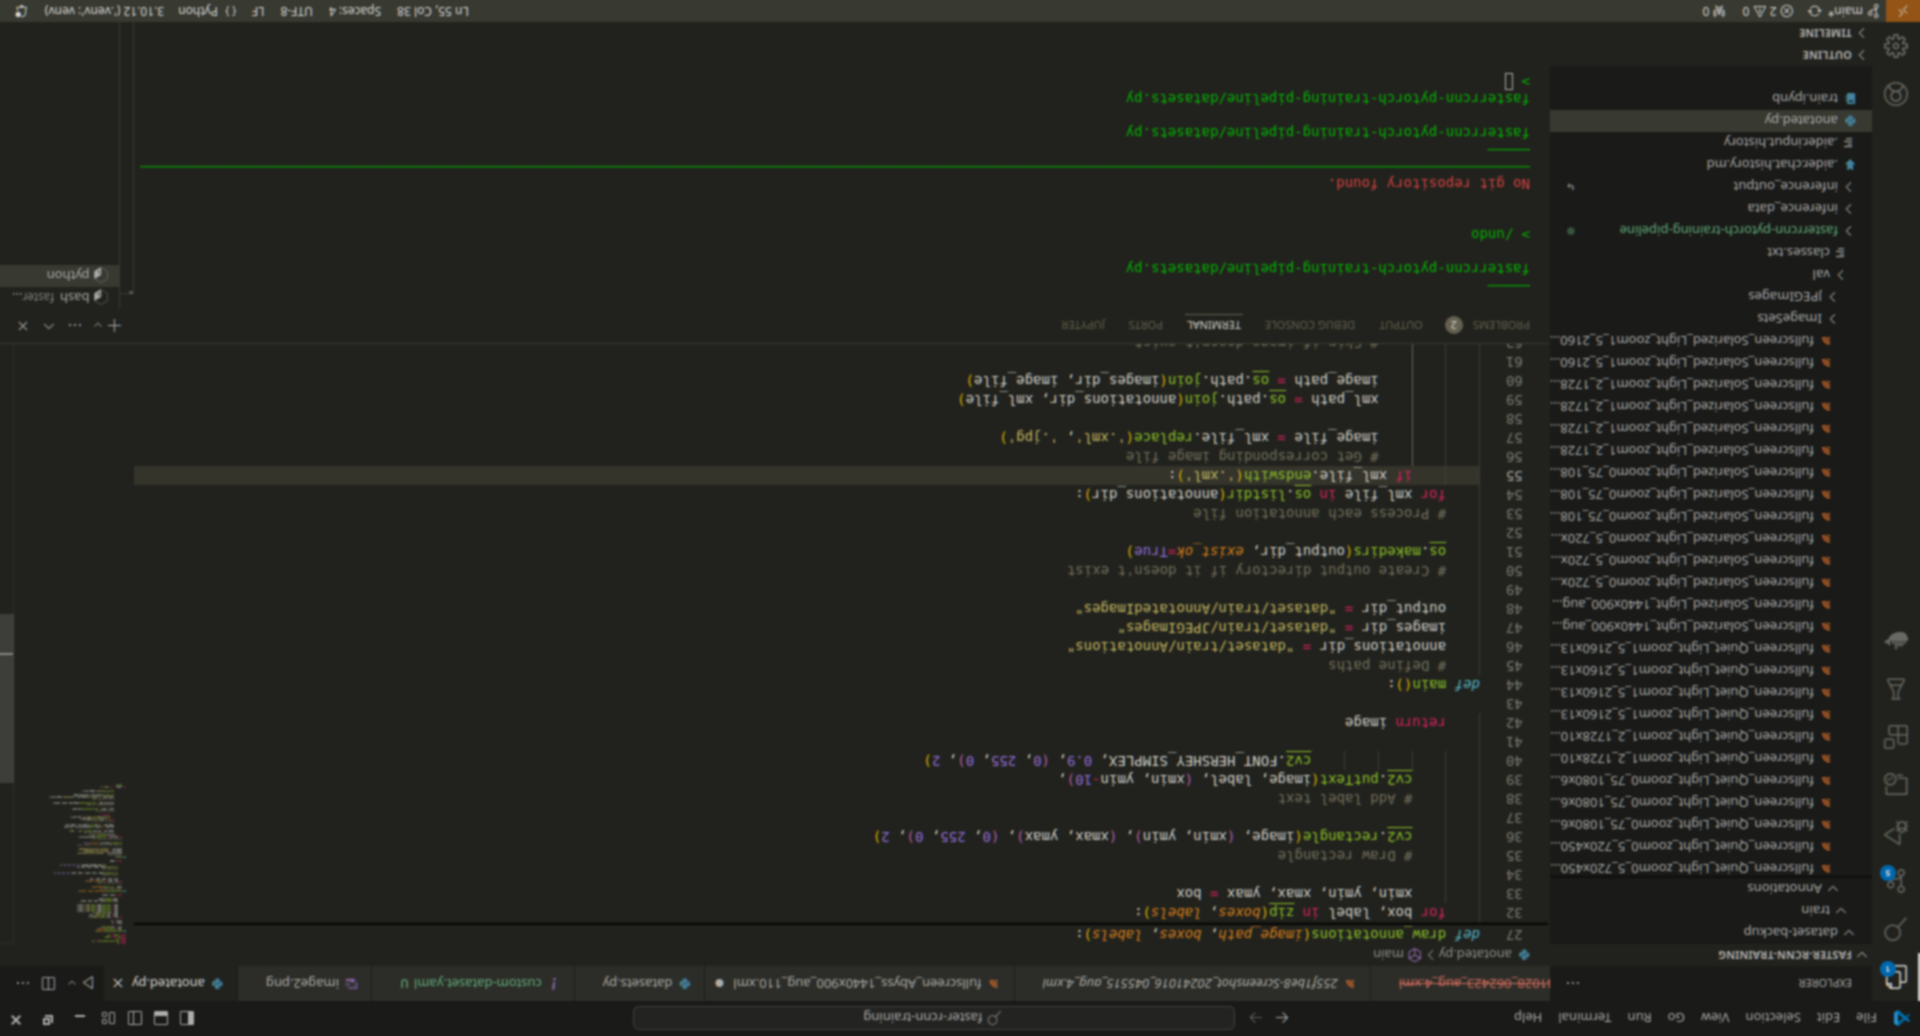 File Edit Selection View Go Run Terminal Help
faster-rcnn-training
EXPLORER
255f1be8-Screenshot_20241016_045515_aug_4.xml
fullscreen_Abyss_1440x900_aug_110.xml
datasets.py
custom-dataset.yaml U
image2.png
anotated.py
FASTER-RCNN-TRAINING
dataset-backup
train
Annotations
fullscreen_Quiet_Light_zoom0_5_720x450...
fullscreen_Quiet_Light_zoom0_5_720x450...
fullscreen_Quiet_Light_zoom0_75_1080x6...
fullscreen_Quiet_Light_zoom0_75_1080x6...
fullscreen_Quiet_Light_zoom0_75_1080x6...
fullscreen_Quiet_Light_zoom1_2_1728x10...
fullscreen_Quiet_Light_zoom1_2_1728x10...
fullscreen_Quiet_Light_zoom1_5_2160x13...
fullscreen_Quiet_Light_zoom1_5_2160x13...
fullscreen_Quiet_Light_zoom1_5_2160x13...
fullscreen_Quiet_Light_zoom1_5_2160x13...
fullscreen_Solarized_Light_1440x900_aug...
fullscreen_Solarized_Light_1440x900_aug...
fullscreen_Solarized_Light_zoom0_5_720x...
fullscreen_Solarized_Light_zoom0_5_720x...
fullscreen_Solarized_Light_zoom0_5_720x...
fullscreen_Solarized_Light_zoom0_75_108...
fullscreen_Solarized_Light_zoom0_75_108...
fullscreen_Solarized_Light_zoom0_75_108...
fullscreen_Solarized_Light_zoom1_2_1728...
fullscreen_Solarized_Light_zoom1_2_1728...
fullscreen_Solarized_Light_zoom1_2_1728...
fullscreen_Solarized_Light_zoom1_2_1728...
fullscreen_Solarized_Light_zoom1_5_2160...
fullscreen_Solarized_Light_zoom1_5_2160...
ImageSets
JPEGImages
val
classes.txt
fasterrcnn-pytorch-training-pipeline
inference_data
inference_output
.aider.chat.history.md
.aider.input.history
anotated.py
train.ipynb
OUTLINE
TIMELINE
anotated.py > main
27 def draw_annotations(image_path, boxes, labels):
32 for box, label in zip(boxes, labels):
33 xmin, ymin, xmax, ymax = box
34
35 # Draw rectangle
36 cv2.rectangle(image, (xmin, ymin), (xmax, ymax), (0, 255, 0), 2)
37
38 # Add label text
39 cv2.putText(image, label, (xmin, ymin-10),
40 cv2.FONT_HERSHEY_SIMPLEX, 0.9, (0, 255, 0), 2)
41
42 return image
43
44 def main():
45 # Define paths
46 annotations_dir = "dataset/train/Annotations"
47 images_dir = "dataset/train/JPEGImages"
48 output_dir = "dataset/train/AnnotatedImages"
49
50 # Create output directory if it doesn't exist
51 os.makedirs(output_dir, exist_ok=True)
52
53 # Process each annotation file
54 for xml_file in os.listdir(annotations_dir):
55 if xml_file.endswith('.xml'):
56 # Get corresponding image file
57 image_file = xml_file.replace('.xml', '.jpg')
58
59 xml_path = os.path.join(annotations_dir, xml_file)
60 image_path = os.path.join(images_dir, image_file)
61
62 # Skip if image doesn't exist
PROBLEMS 2 OUTPUT DEBUG CONSOLE TERMINAL PORTS JUPYTER
bash faster...
python
fasterrcnn-pytorch-training-pipeline/datasets.py
> /undo
No git repository found.
fasterrcnn-pytorch-training-pipeline/datasets.py
fasterrcnn-pytorch-training-pipeline/datasets.py
>
main* 2 0 0 Ln 55, Col 38 Spaces: 4 UTF-8 LF {} Python 3.10.12 ('.venv': venv)